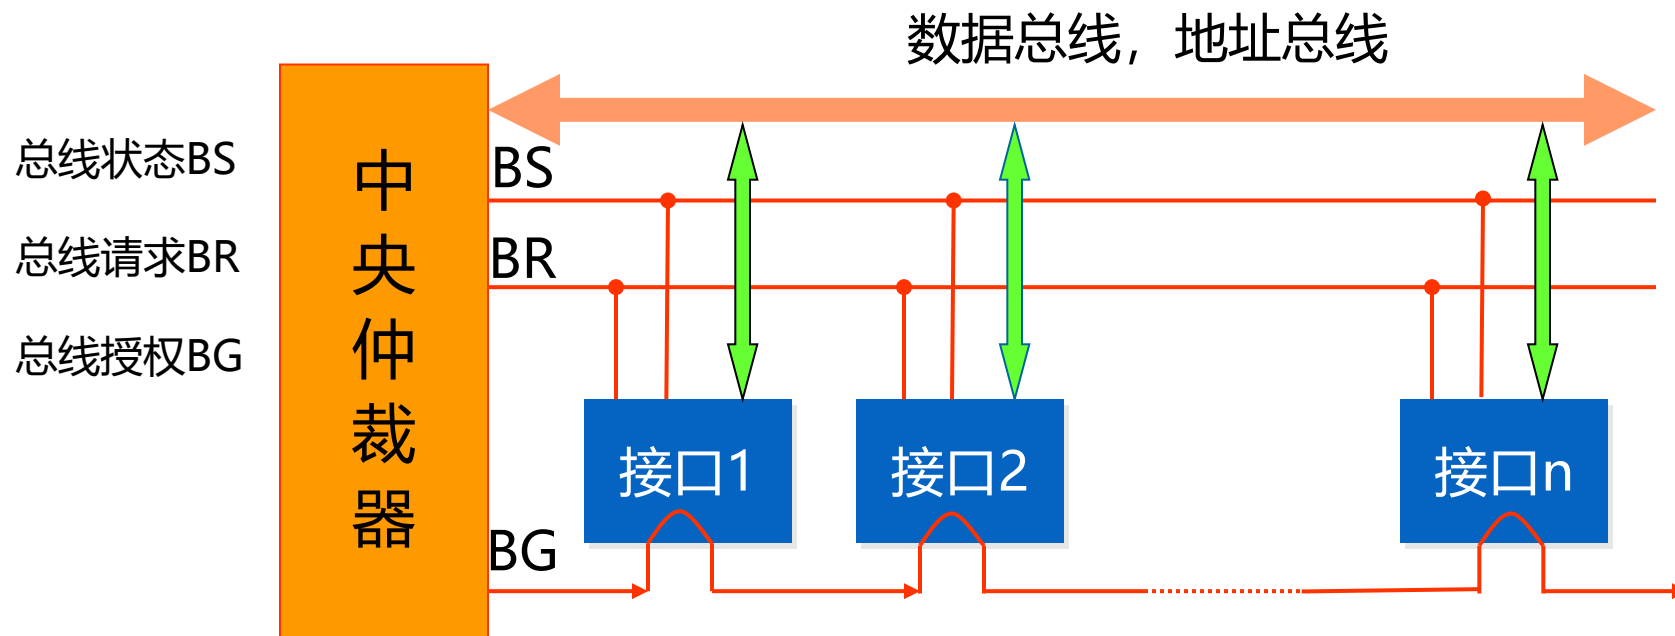 数据总线，地址总线
总线状态BS
总线请求BR
总线授权BG
中
央
仲
裁
器
BS
BR
接口1
接口2
接口n
BG